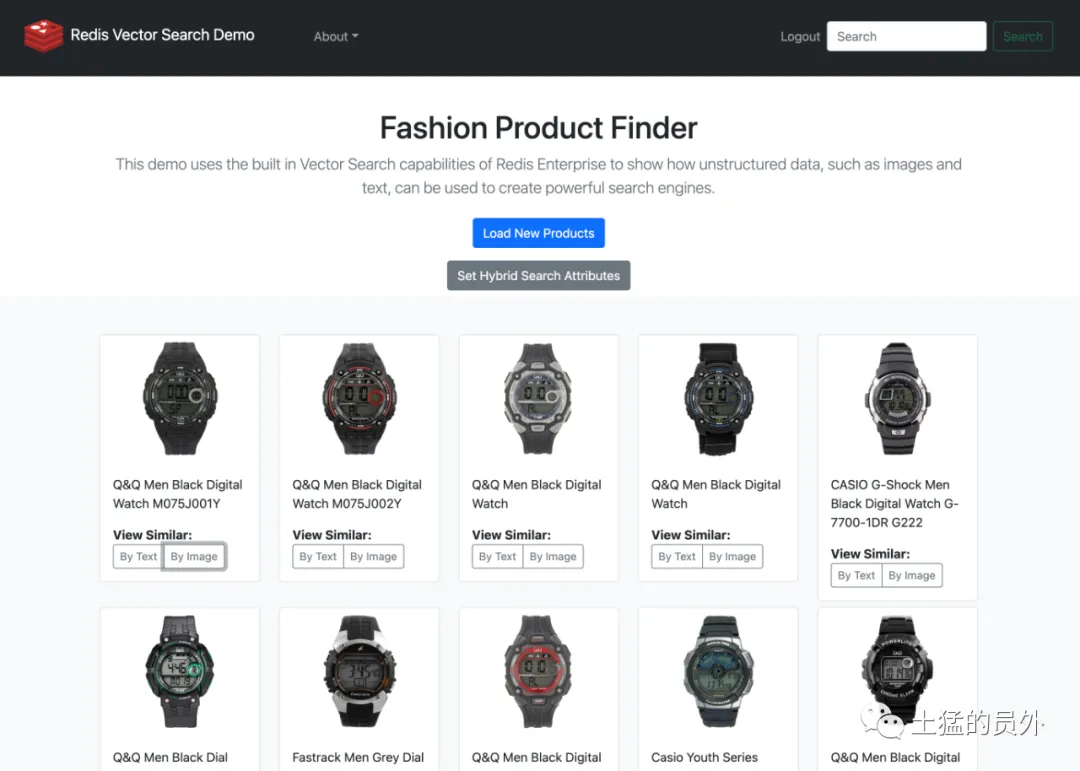 Redis Vector Search Demo
About
Logout
Search
Search
Fashion Product Finder
This demo uses the built in Vector Search capabilities of Redis Enterprise to show how unstructured data, such as images and
text, can be used to create powerful search engines.
Load New Products
Set Hybrid Search Attributes
Q&Q Men Black Digital
Watch M075J001Y
View Similar:
By Text
By Image
Q&Q Men Black Digital
Watch M075J002Y
View Similar:
By Text
By Image
Q&Q Men Black Digital
Watch
View Similar:
By Text
By Image
Q&Q Men Black Digital
Watch
View Similar:
By Text
By Image
CASIO G-Shock Men
Black Digital Watch G-
7700-1DR G222
View Similar:
By Text
By Image
Q&Q Men Black Dial
Fastrack Men Grey Dial
Q&Q Men Black Digital
Casio Youth Series
Q&Q Men Black Digital
土猛的员外